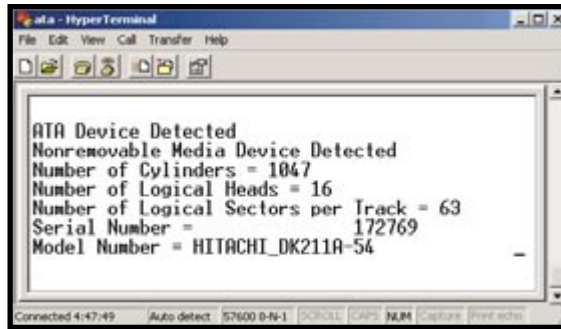 ata - HyperTerminal
File Edit View Call Transfer Help
ATA Device Detected
Nonremovable Media Device Detected
Number of Cylinders = 1047
Number of Logical Heads = 16
Number of Logical Sectors per Track = 63
Serial Number = 172769
Model Number = HITACHI_DK211A-54
Connected 4:47:49 Auto detect 57600 8-N-1 SCROLL CAPS NUM Capture Print echo